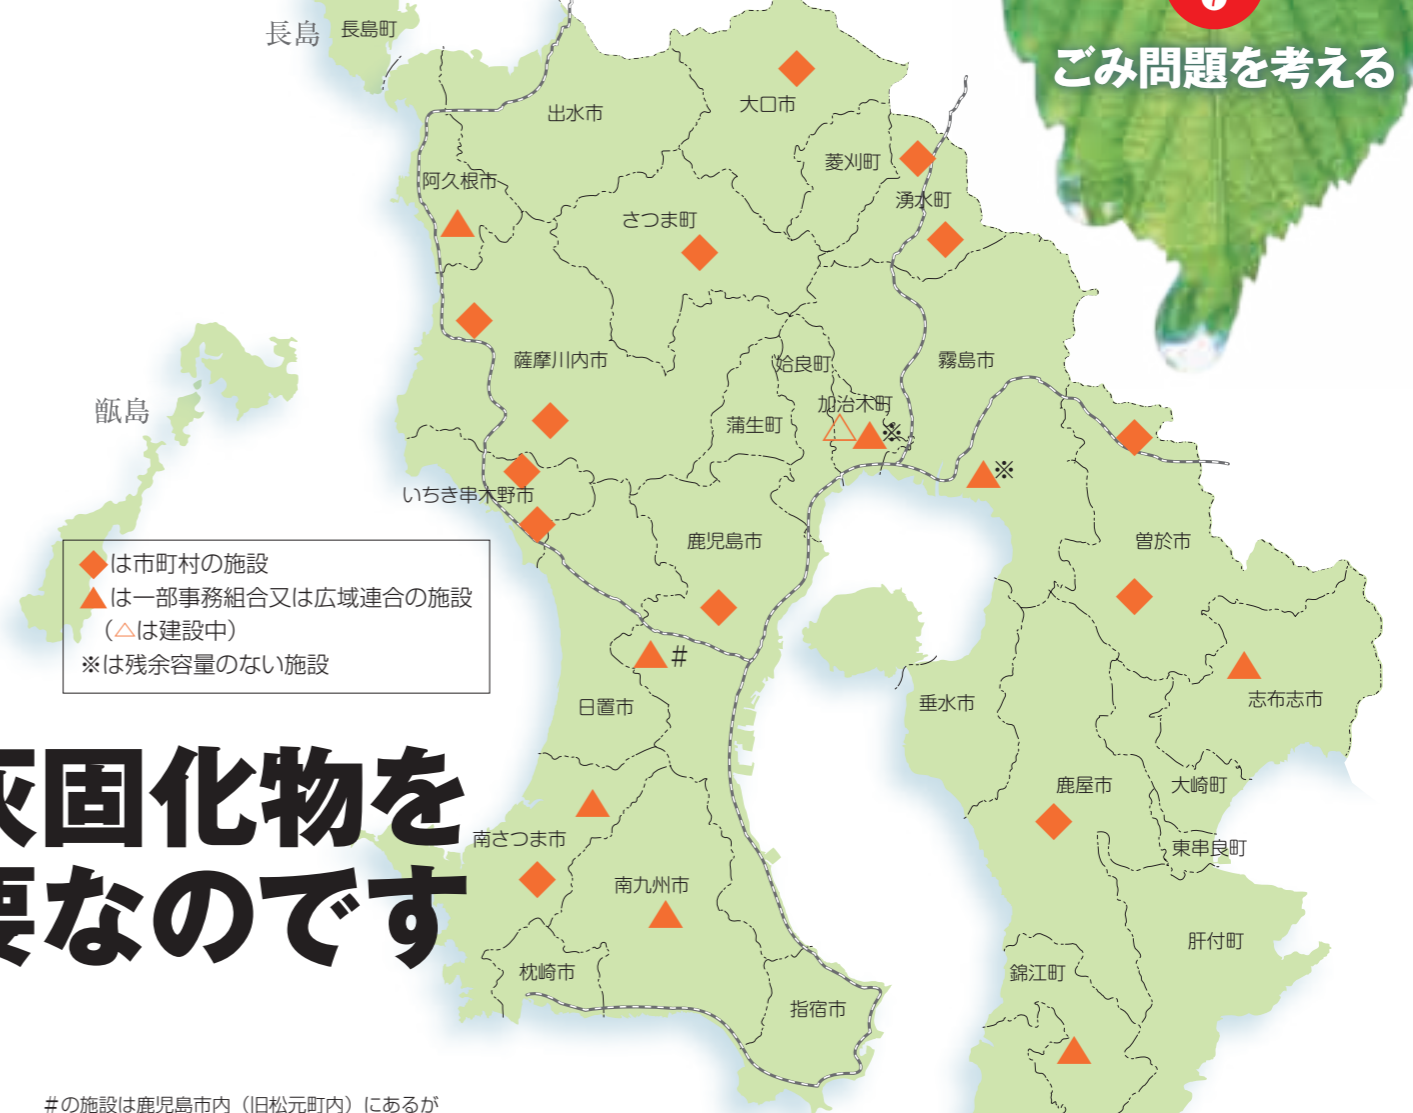 長島
長島町
ごみ問題を考える
出水市
大口市
菱刈町
阿久根市
湧水町
さつま町
薩摩川内市
姶良町
霧島市
甑島
加治木町
蒲生町
※
※
いちき串木野市
鹿児島市
曽於市
◆は市町村の施設
▲は一部事務組合又は広域連合の施設
（△は建設中）
※は残余容量のない施設
#
日置市
垂水市
志布志市
灰固化物を
要なのです
鹿屋市
大崎町
南さつま市
東串良町
南九州市
肝付町
枕崎市
錦江町
指宿市
#の施設は鹿児島市内（旧松元町内）にあるが